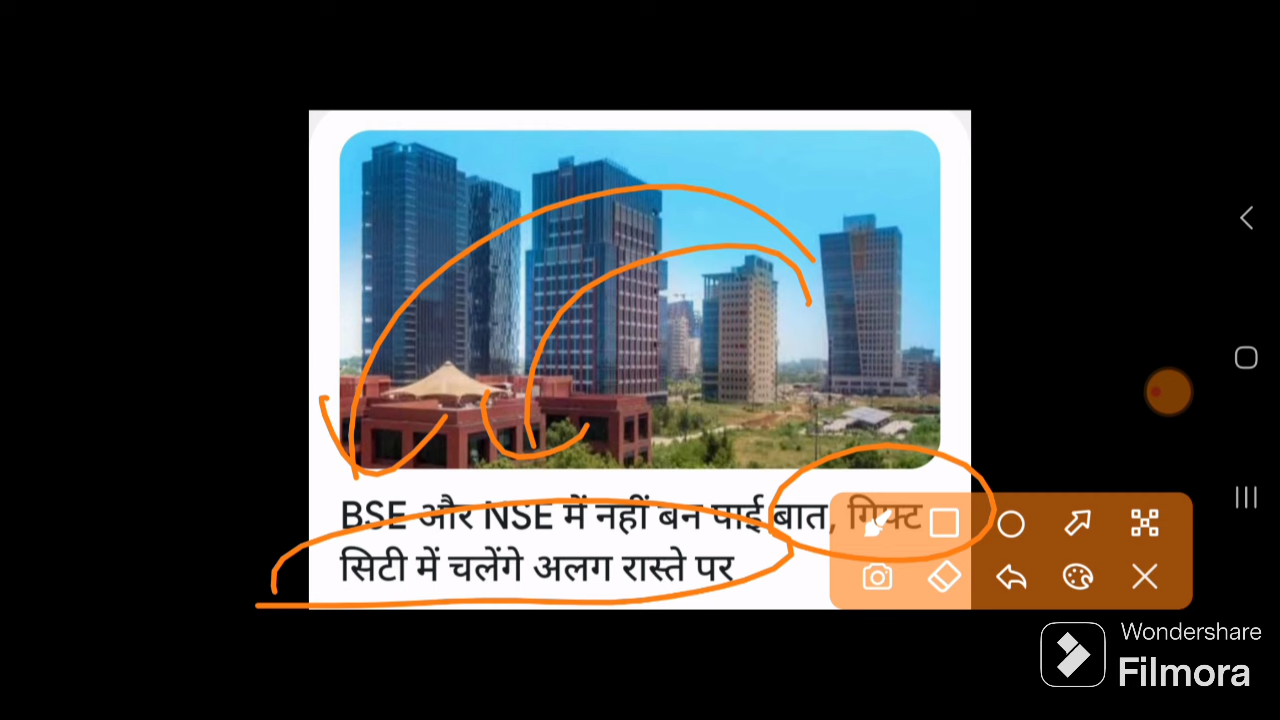 BSE और NSE में नहीं बन पाई बात, गिफ्ट
सिटी में चलेंगे अलग रास्ते पर
Wondershare
Filmora